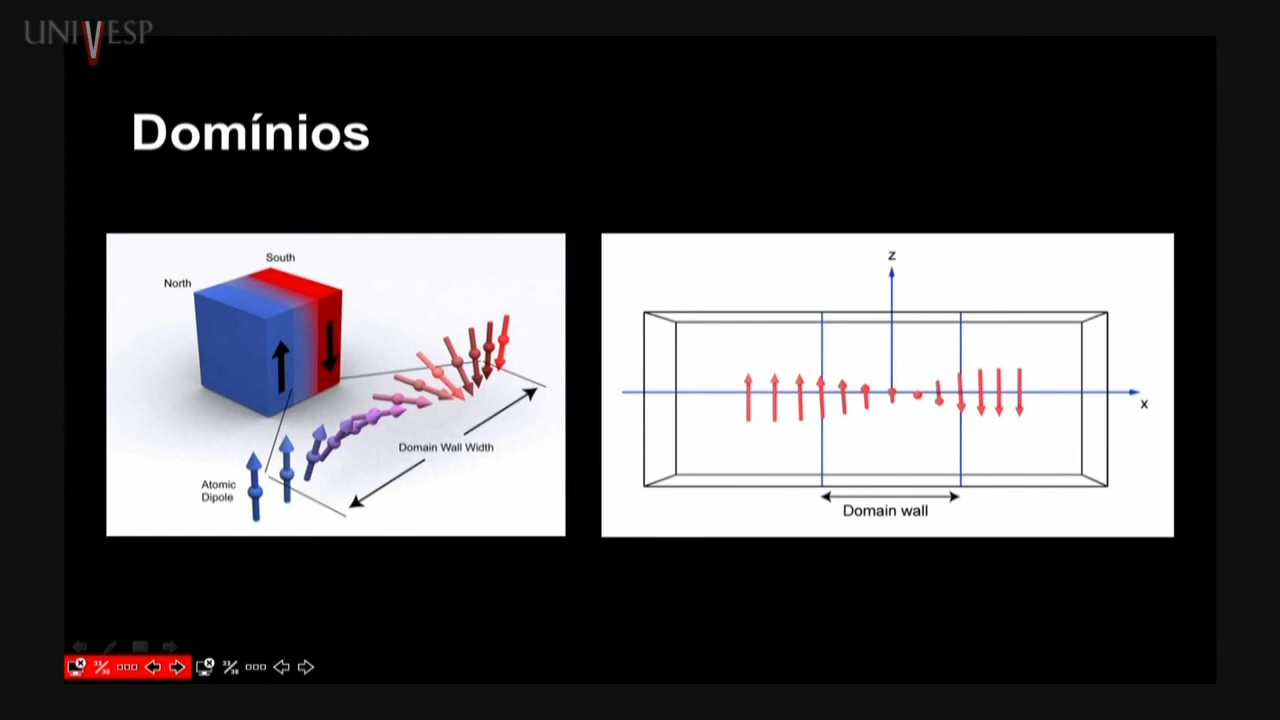 UNIVESP
Domínios
South
North
Atomic
Dipole
Domain Wall Width
z
x
Domain wall